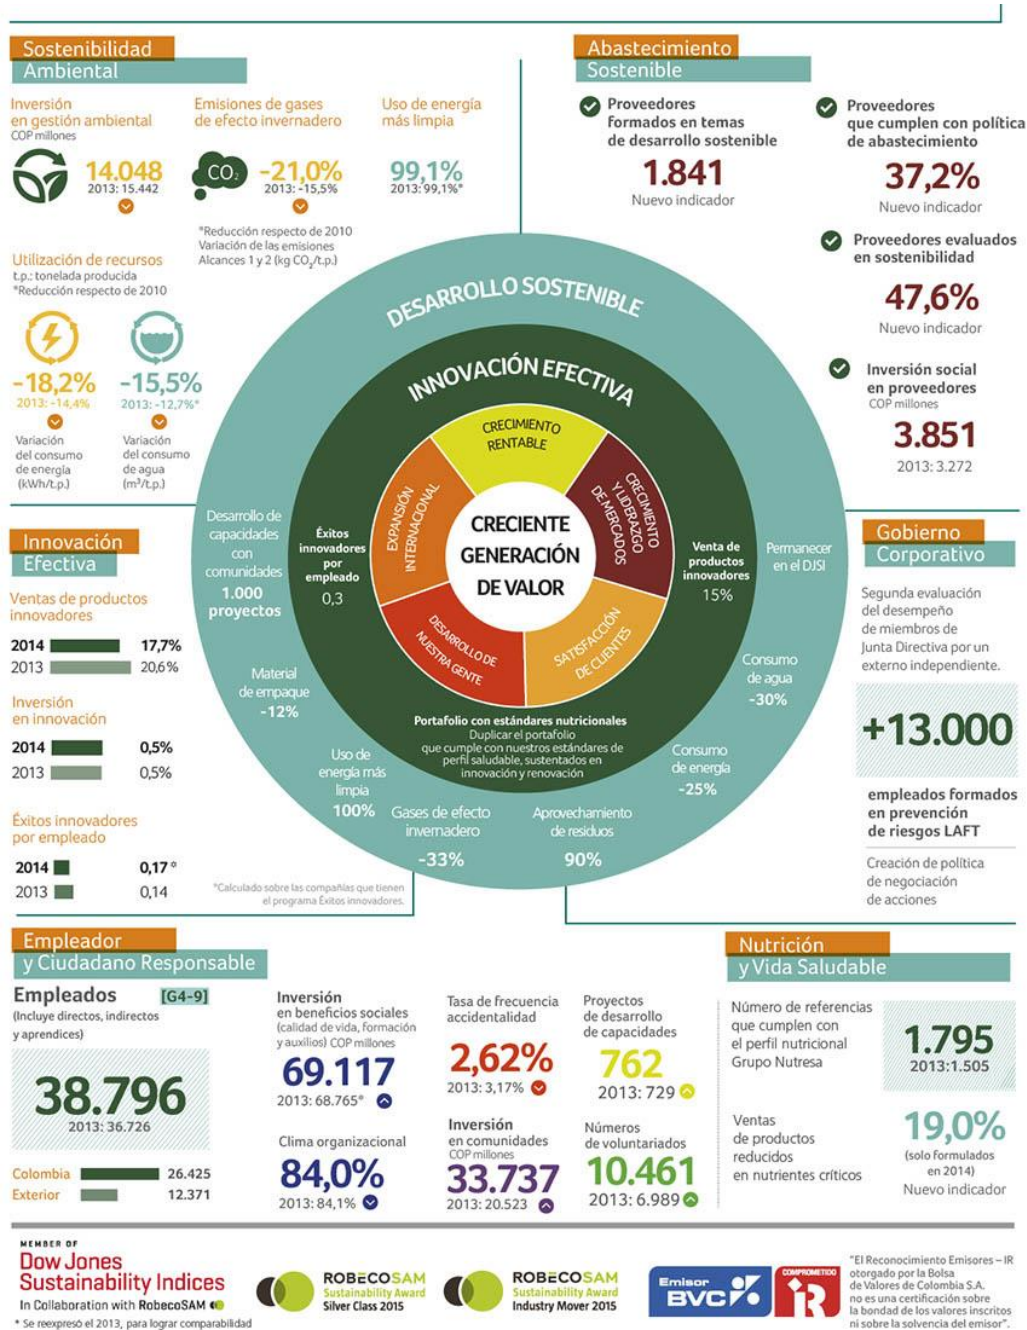 Sostenibilidad
Ambiental
Inversión
en gestión ambiental
COP millones
14.048
2013: 15.442
Emisiones de gases
de efecto invernadero
CO2
-21,0%
2013: -15,5%
*Reducción respecto de 2010
Variación de las emisiones
Alcances 1 y 2 (kg CO2/t.p.)
Uso de energía
más limpia
99,1%
2013: 99,1%*
Utilización de recursos
t.p.: tonelada producida
*Reducción respecto de 2010
-18,2%
2013: -14,4%
Variación
del consumo
de energía
(kWh/t.p.)
-15,5%
2013: -12,7%*
Variación
del consumo
de agua
(m³/t.p.)
Abastecimiento
Sostenible
Proveedores
formados en temas
de desarrollo sostenible
1.841
Nuevo indicador
Proveedores
que cumplen con política
de abastecimiento
37,2%
Nuevo indicador
Proveedores evaluados
en sostenibilidad
47,6%
Nuevo indicador
Inversión social
en proveedores
COP millones
3.851
2013: 3.272
DESARROLLO SOSTENIBLE
INNOVACIÓN EFECTIVA
CRECIMIENTO
RENTABLE
EXPANSIÓN
INTERNACIONAL
CRECIMIENTO
Y LIDERAZGO
DE MERCADOS
CRECIENTE
GENERACIÓN
DE VALOR
DESARROLLO DE
NUESTRA GENTE
SATISFACCIÓN
DE CLIENTES
Éxitos
innovadores
por
empleado
0,3
Venta de
productos
innovadores
15%
Portafolio con estándares nutricionales
Duplicar el portafolio
que cumple con nuestros estándares de
perfil saludable, sustentados en
innovación y renovación
Desarrollo de
capacidades
con
comunidades
1.000
proyectos
Material
de empaque
-12%
Uso de
energía más
limpia
100%
Gases de efecto
invernadero
-33%
Aprovechamiento
de residuos
90%
Consumo
de energía
-25%
Consumo
de agua
-30%
Permanecer
en el DJSI
Innovación
Efectiva
Ventas de productos
innovadores
2014 17,7%
2013 20,6%
Inversión
en innovación
2014 0,5%
2013 0,5%
Éxitos innovadores
por empleado
2014 0,17 *
2013 0,14
*Calculado sobre las compañías que tienen
el programa Éxitos innovadores.
Gobierno
Corporativo
Segunda evaluación
del desempeño
de miembros de
Junta Directiva por un
externo independiente.
+13.000
empleados formados
en prevención
de riesgos LAFT
Creación de política
de negociación
de acciones
Empleador
y Ciudadano Responsable
Empleados [G4-9]
(Incluye directos, indirectos
y aprendices)
38.796
2013: 36.726
Colombia 26.425
Exterior 12.371
Inversión
en beneficios sociales
(calidad de vida, formación
y auxilios) COP millones
69.117
2013: 68.765*
Clima organizacional
84,0%
2013: 84,1%
Tasa de frecuencia
accidentalidad
2,62%
2013: 3,17%
Inversión
en comunidades
COP millones
33.737
2013: 20.523
Proyectos
de desarrollo
de capacidades
762
2013: 729
Números
de voluntariados
10.461
2013: 6.989
Nutrición
y Vida Saludable
Número de referencias
que cumplen con
el perfil nutricional
Grupo Nutresa
1.795
2013:1.505
Ventas
de productos
reducidos
en nutrientes críticos
19,0%
(solo formulados
en 2014)
Nuevo indicador
MEMBER OF
Dow Jones
Sustainability Indices
In Collaboration with RobecoSAM
* Se reexpresó el 2013, para lograr comparabilidad
ROBECOSAM
Sustainability Award
Silver Class 2015
ROBECOSAM
Sustainability Award
Industry Mover 2015
Emisor
BVC
COMPROMETIDO
IR
"El Reconocimiento Emisores – IR
otorgado por la Bolsa
de Valores de Colombia S.A.
no es una certificación sobre
la bondad de los valores inscritos
ni sobre la solvencia del emisor".